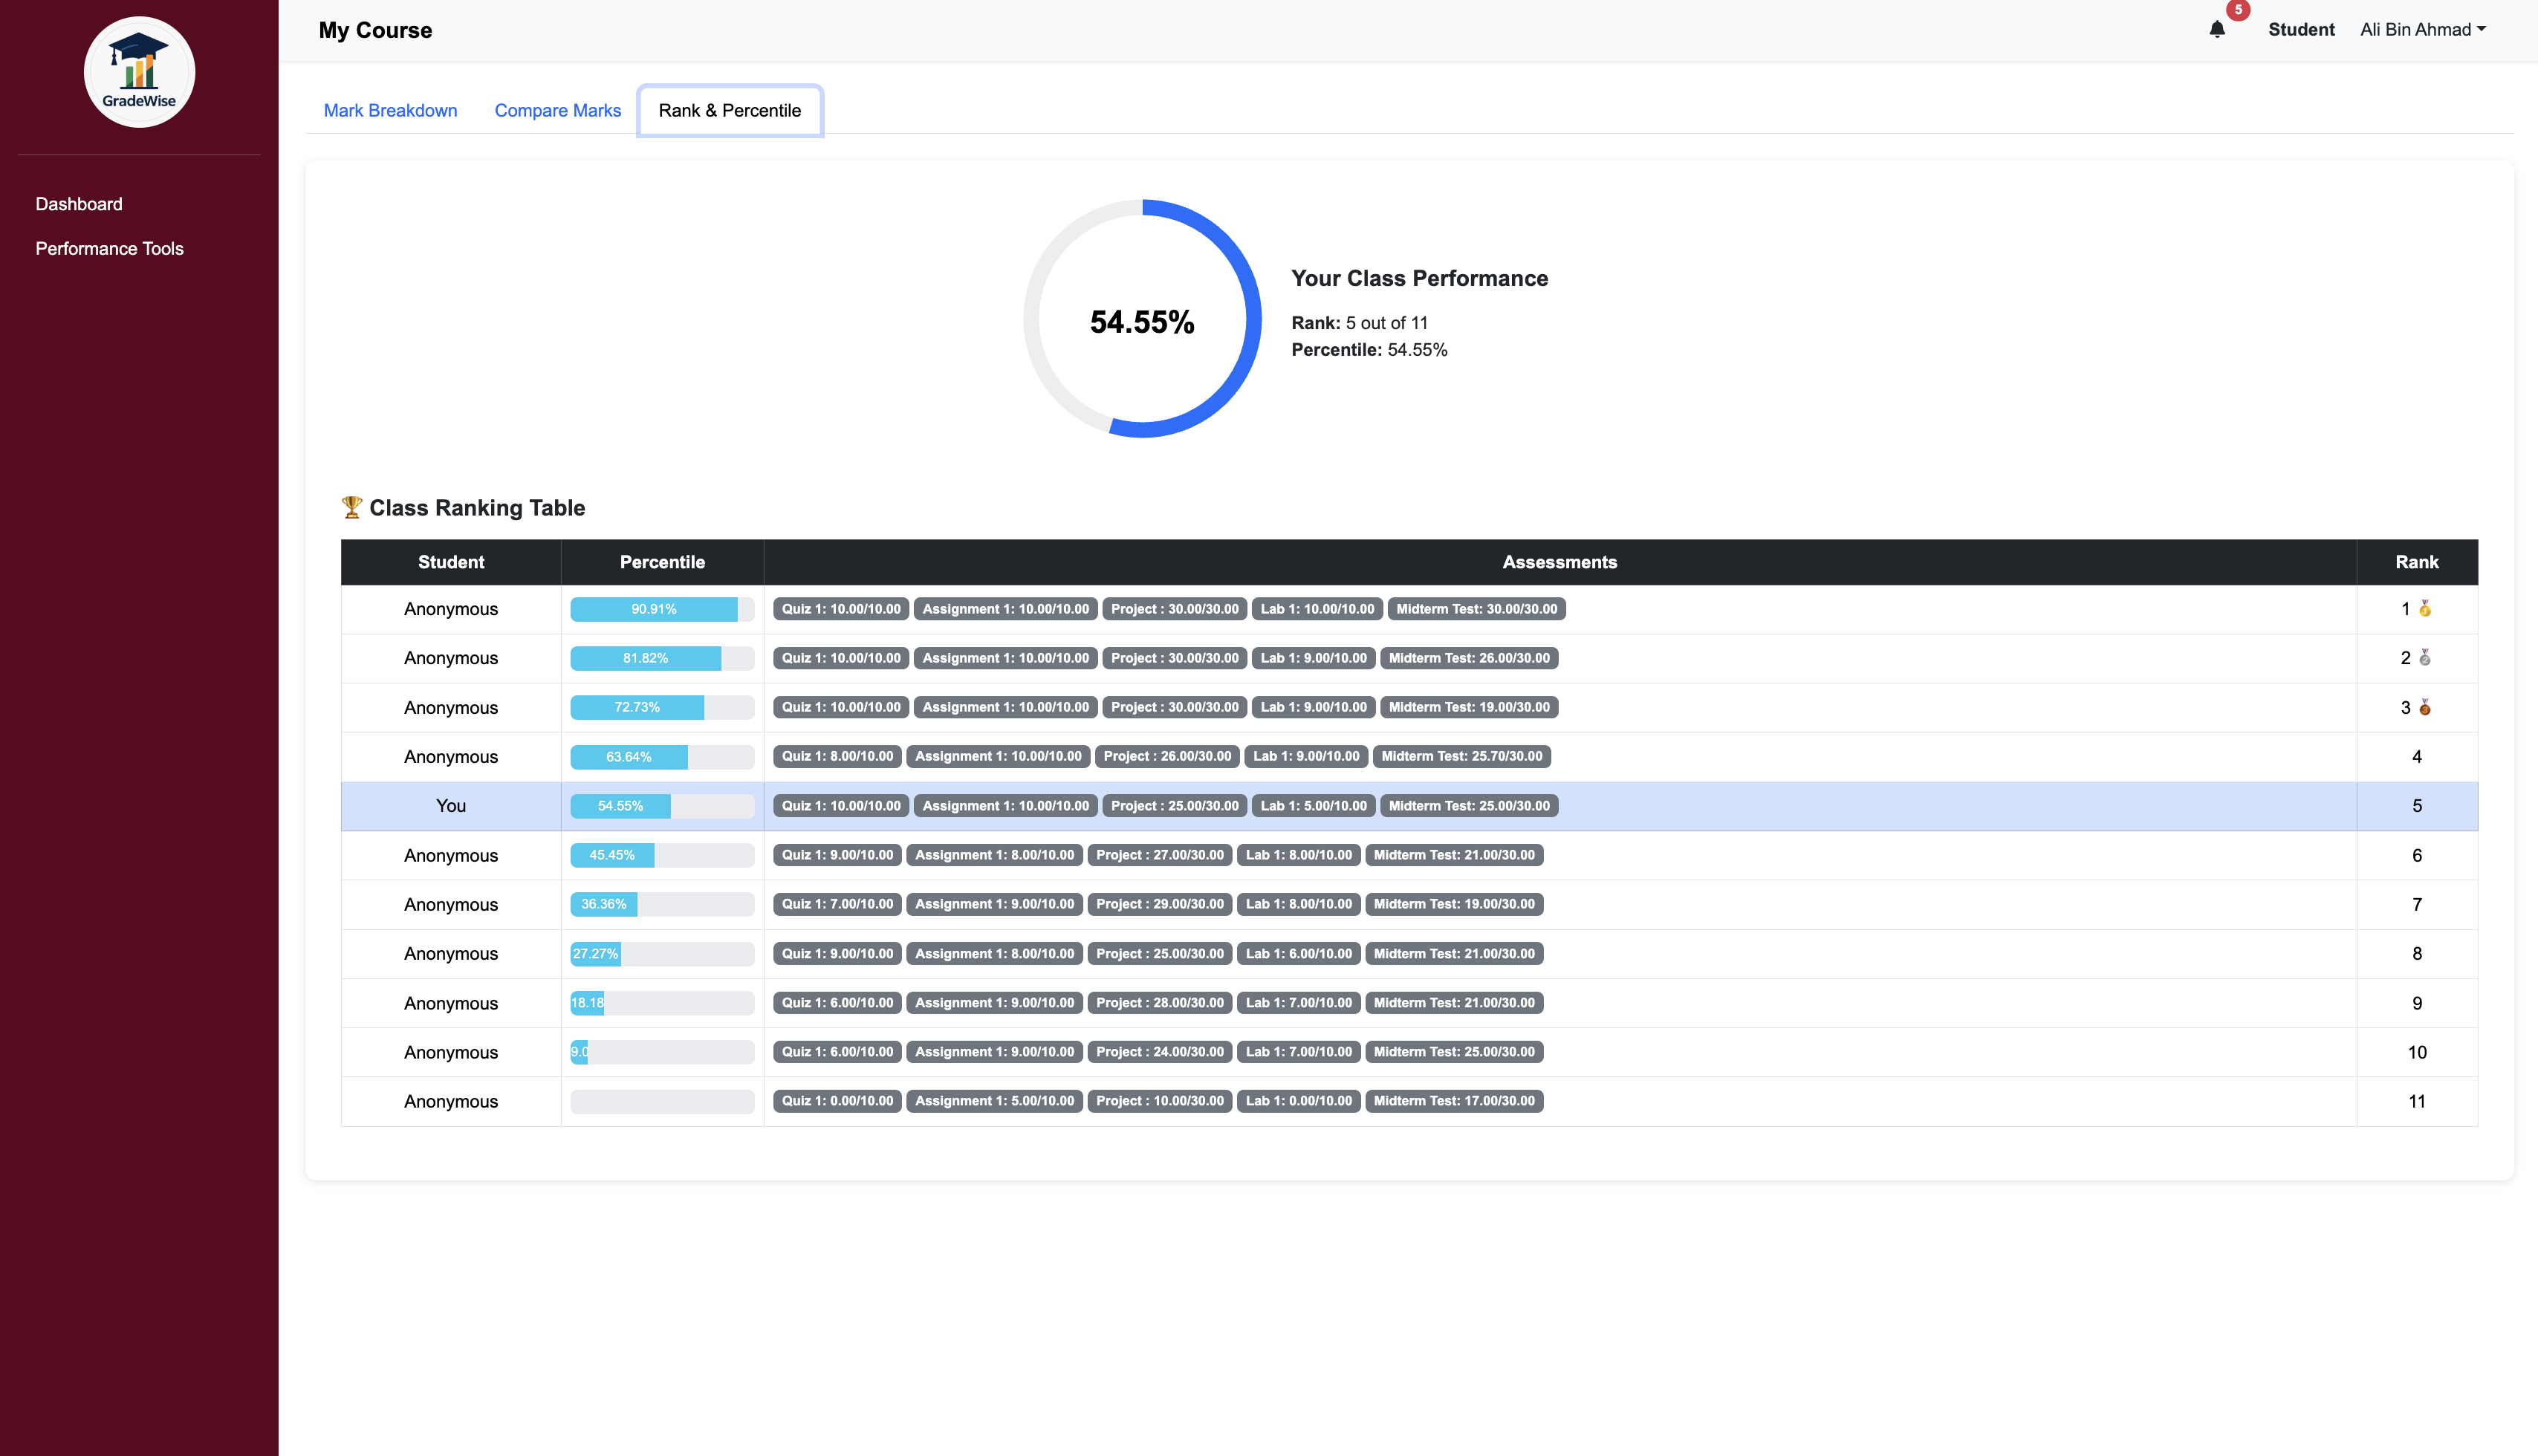 GradeWise
My Course
5
Student
Ali Bin Ahmad
Dashboard
Performance Tools
Mark Breakdown
Compare Marks
Rank & Percentile
54.55%
Your Class Performance
Rank: 5 out of 11
Percentile: 54.55%
Class Ranking Table
Student Percentile Assessments Rank
Anonymous 90.91% Quiz 1: 10.00/10.00 Assignment 1: 10.00/10.00 Project : 30.00/30.00 Lab 1: 10.00/10.00 Midterm Test: 30.00/30.00 1
Anonymous 81.82% Quiz 1: 10.00/10.00 Assignment 1: 10.00/10.00 Project : 30.00/30.00 Lab 1: 9.00/10.00 Midterm Test: 26.00/30.00 2
Anonymous 72.73% Quiz 1: 10.00/10.00 Assignment 1: 10.00/10.00 Project : 30.00/30.00 Lab 1: 9.00/10.00 Midterm Test: 19.00/30.00 3
Anonymous 63.64% Quiz 1: 8.00/10.00 Assignment 1: 10.00/10.00 Project : 26.00/30.00 Lab 1: 9.00/10.00 Midterm Test: 25.70/30.00 4
You 54.55% Quiz 1: 10.00/10.00 Assignment 1: 10.00/10.00 Project : 25.00/30.00 Lab 1: 5.00/10.00 Midterm Test: 25.00/30.00 5
Anonymous 45.45% Quiz 1: 9.00/10.00 Assignment 1: 8.00/10.00 Project : 27.00/30.00 Lab 1: 8.00/10.00 Midterm Test: 21.00/30.00 6
Anonymous 36.36% Quiz 1: 7.00/10.00 Assignment 1: 9.00/10.00 Project : 29.00/30.00 Lab 1: 8.00/10.00 Midterm Test: 19.00/30.00 7
Anonymous 27.27% Quiz 1: 9.00/10.00 Assignment 1: 8.00/10.00 Project : 25.00/30.00 Lab 1: 6.00/10.00 Midterm Test: 21.00/30.00 8
Anonymous 18.18 Quiz 1: 6.00/10.00 Assignment 1: 9.00/10.00 Project : 28.00/30.00 Lab 1: 7.00/10.00 Midterm Test: 21.00/30.00 9
Anonymous 9.0 Quiz 1: 6.00/10.00 Assignment 1: 9.00/10.00 Project : 24.00/30.00 Lab 1: 7.00/10.00 Midterm Test: 25.00/30.00 10
Anonymous Quiz 1: 0.00/10.00 Assignment 1: 5.00/10.00 Project : 10.00/30.00 Lab 1: 0.00/10.00 Midterm Test: 17.00/30.00 11